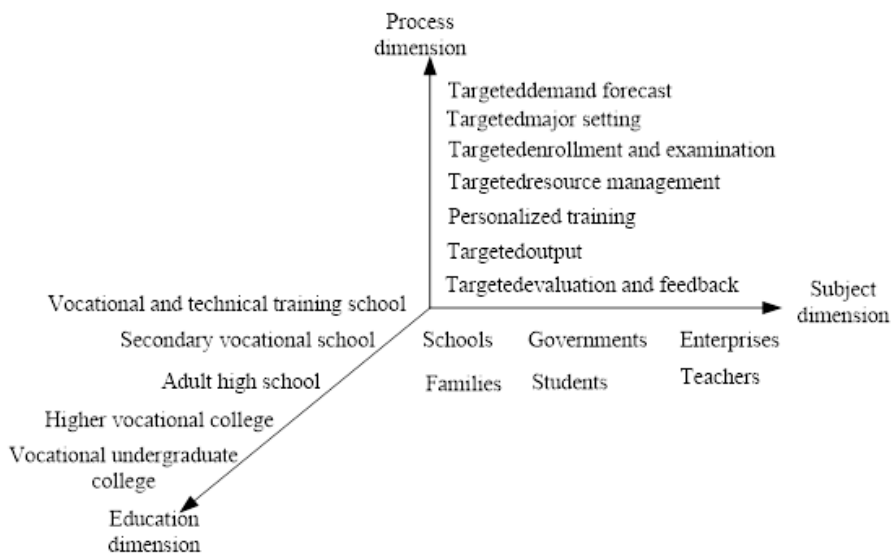 Process
dimension
Targeteddemand forecast
Targetedmajor setting
Targetedenrollment and examination
Targetedresource management
Personalized training
Targetedoutput
Targetedevaluation and feedback
Subject
dimension
Vocational and technical training school
Secondary vocational school
Adult high school
Higher vocational college
Vocational undergraduate
college
Education
dimension
Schools Governments Enterprises
Families Students Teachers